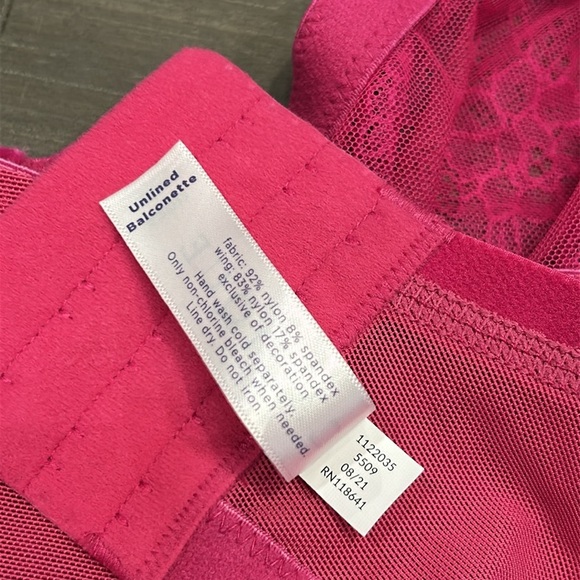 Unlined
Balconette
fabric: 92% nylon 8% spandex
wing: 83% nylon 17% spandex
exclusive of decoration
Hand wash cold separately.
Only non-chlorine bleach when needed.
Line dry. Do not iron
1122035
5509
08/21
RN118641